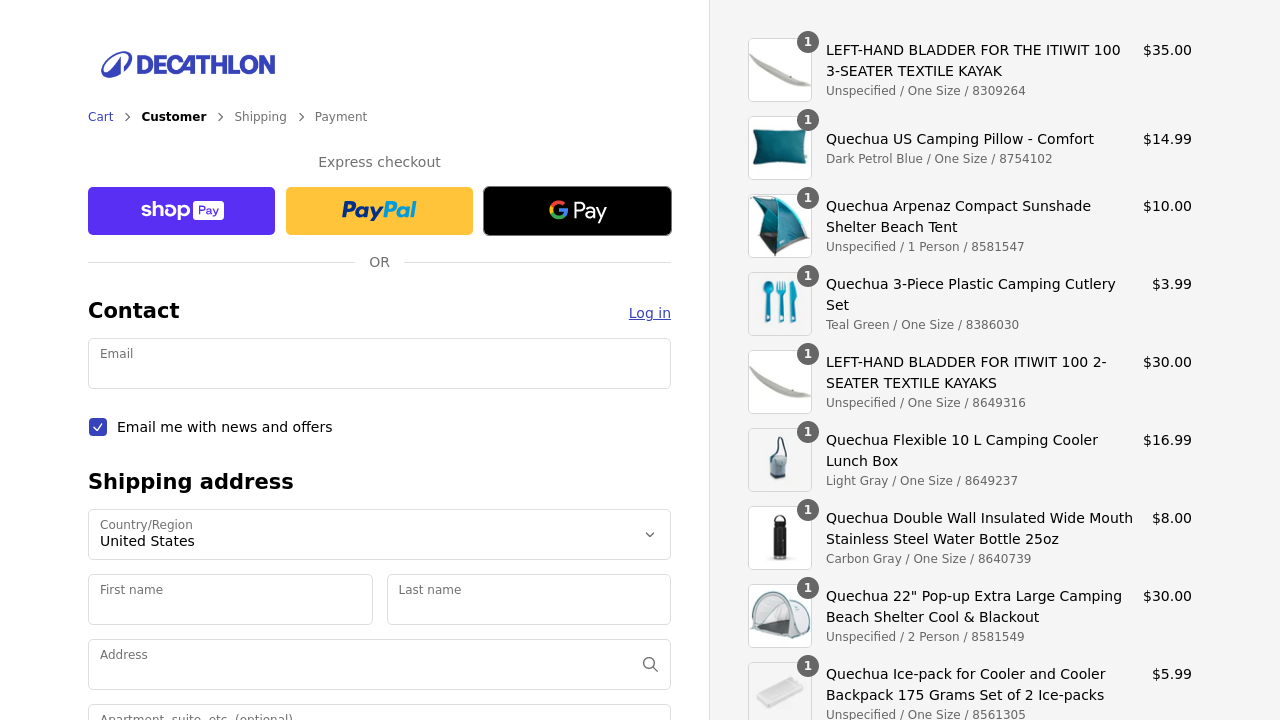 DECATHLON
Cart
Customer
Shipping
Payment
Express checkout
shop Pay
PayPal
G Pay
OR
Contact
Log in
Email
Email me with news and offers
Shipping address
Country/Region
United States
First name
Last name
Address
Apartment, suite, etc. (optional)
1
LEFT-HAND BLADDER FOR THE ITIWIT 100
3-SEATER TEXTILE KAYAK
Unspecified / One Size / 8309264
$35.00
1
Quechua US Camping Pillow - Comfort
Dark Petrol Blue / One Size / 8754102
$14.99
1
Quechua Arpenaz Compact Sunshade
Shelter Beach Tent
Unspecified / 1 Person / 8581547
$10.00
1
Quechua 3-Piece Plastic Camping Cutlery
Set
Teal Green / One Size / 8386030
$3.99
1
LEFT-HAND BLADDER FOR ITIWIT 100 2-
SEATER TEXTILE KAYAKS
Unspecified / One Size / 8649316
$30.00
1
Quechua Flexible 10 L Camping Cooler
Lunch Box
Light Gray / One Size / 8649237
$16.99
1
Quechua Double Wall Insulated Wide Mouth
Stainless Steel Water Bottle 25oz
Carbon Gray / One Size / 8640739
$8.00
1
Quechua 22" Pop-up Extra Large Camping
Beach Shelter Cool & Blackout
Unspecified / 2 Person / 8581549
$30.00
1
Quechua Ice-pack for Cooler and Cooler
Backpack 175 Grams Set of 2 Ice-packs
Unspecified / One Size / 8561305
$5.99